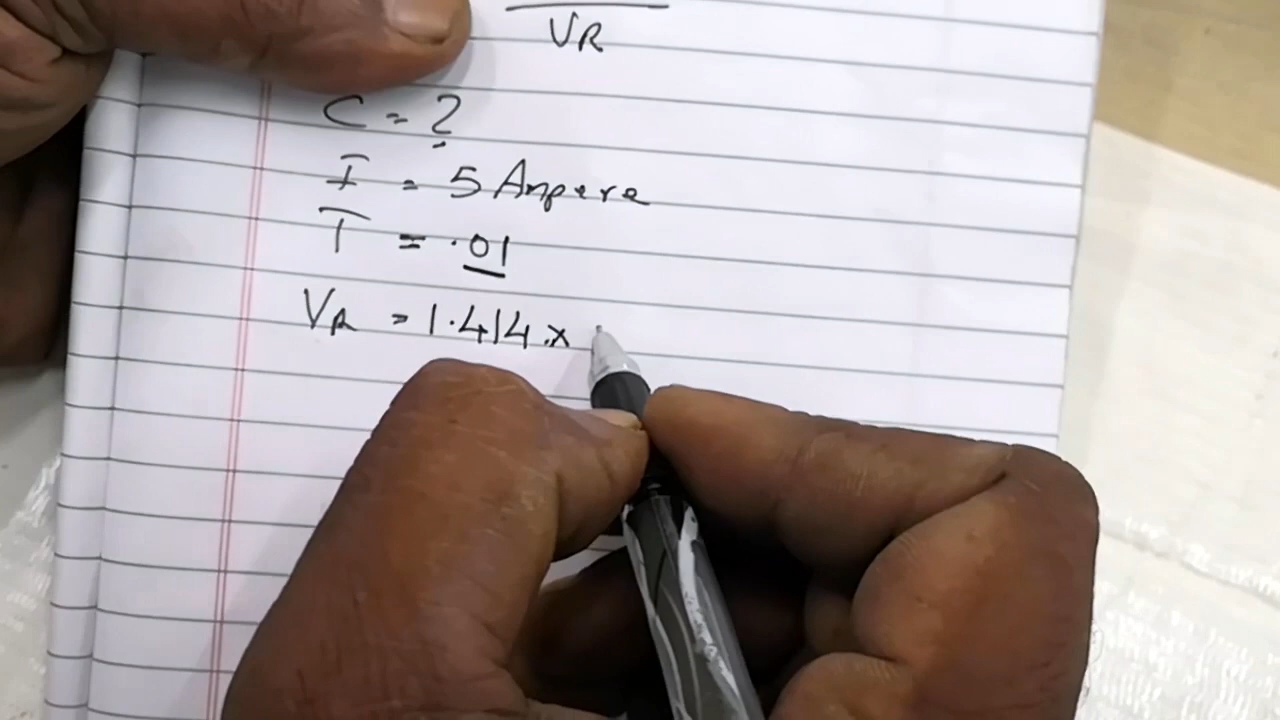 VR
C = ?
I = 5 Ampere
T = .01
VR = 1.414 x